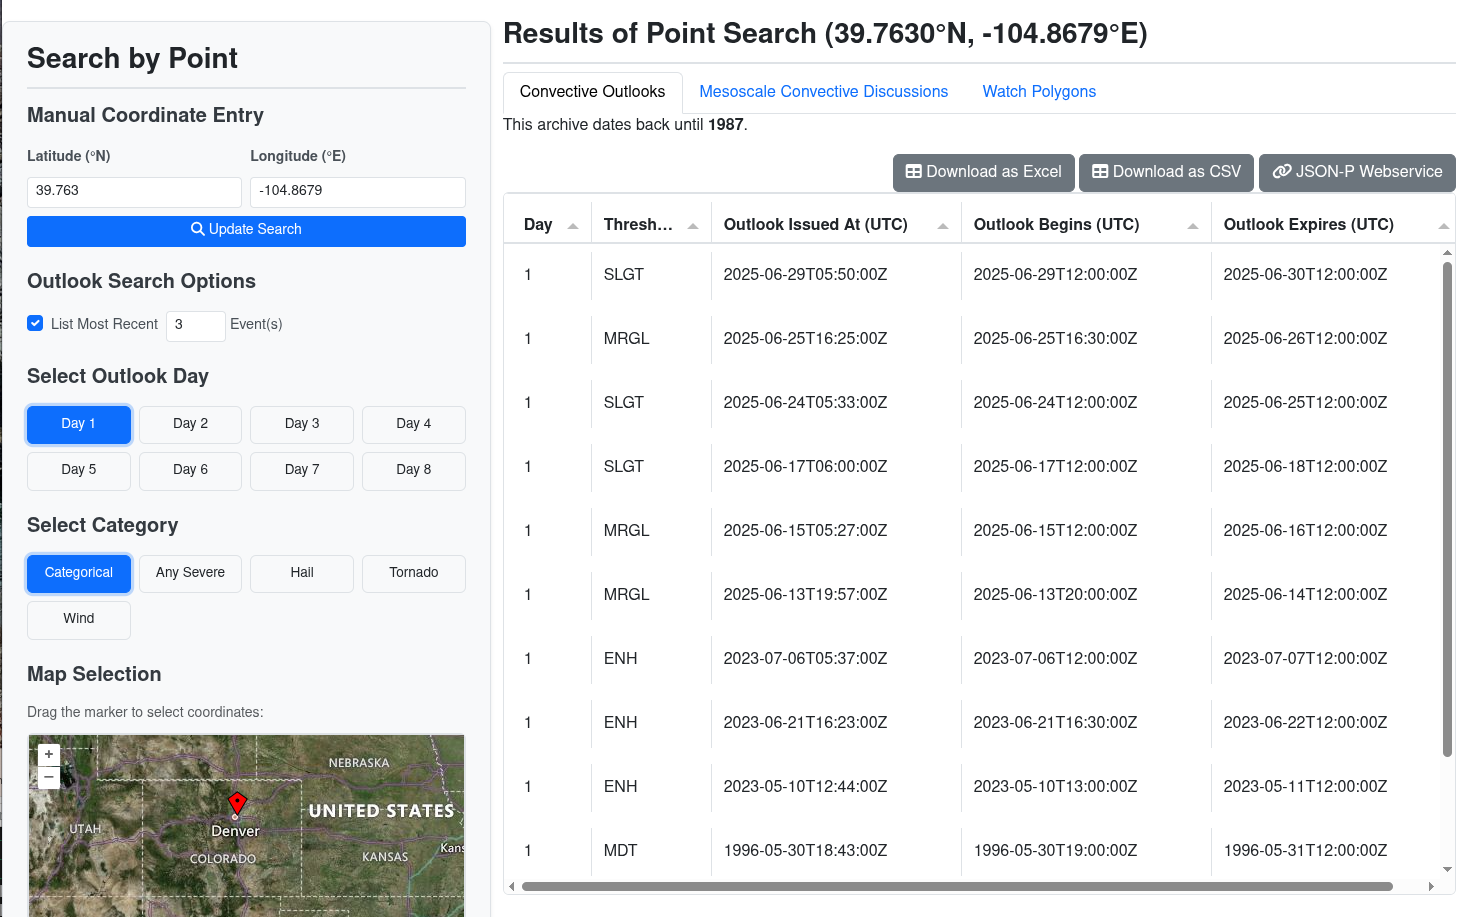 Search by Point
Manual Coordinate Entry
Latitude (°N) Longitude (°E)
39.763 -104.8679
Update Search
Outlook Search Options
List Most Recent 3 Event(s)
Select Outlook Day
Day 1 Day 2 Day 3 Day 4
Day 5 Day 6 Day 7 Day 8
Select Category
Categorical Any Severe Hail Tornado
Wind
Map Selection
Drag the marker to select coordinates:
+
−
NEBRASKA
UNITED STATES
UTAH
Denver
COLORADO
KANSAS
Kans
Results of Point Search (39.7630°N, -104.8679°E)
Convective Outlooks Mesoscale Convective Discussions Watch Polygons
This archive dates back until 1987.
Download as Excel Download as CSV JSON-P Webservice
Day Thresh... Outlook Issued At (UTC) Outlook Begins (UTC) Outlook Expires (UTC)
1 SLGT 2025-06-29T05:50:00Z 2025-06-29T12:00:00Z 2025-06-30T12:00:00Z
1 MRGL 2025-06-25T16:25:00Z 2025-06-25T16:30:00Z 2025-06-26T12:00:00Z
1 SLGT 2025-06-24T05:33:00Z 2025-06-24T12:00:00Z 2025-06-25T12:00:00Z
1 SLGT 2025-06-17T06:00:00Z 2025-06-17T12:00:00Z 2025-06-18T12:00:00Z
1 MRGL 2025-06-15T05:27:00Z 2025-06-15T12:00:00Z 2025-06-16T12:00:00Z
1 MRGL 2025-06-13T19:57:00Z 2025-06-13T20:00:00Z 2025-06-14T12:00:00Z
1 ENH 2023-07-06T05:37:00Z 2023-07-06T12:00:00Z 2023-07-07T12:00:00Z
1 ENH 2023-06-21T16:23:00Z 2023-06-21T16:30:00Z 2023-06-22T12:00:00Z
1 ENH 2023-05-10T12:44:00Z 2023-05-10T13:00:00Z 2023-05-11T12:00:00Z
1 MDT 1996-05-30T18:43:00Z 1996-05-30T19:00:00Z 1996-05-31T12:00:00Z